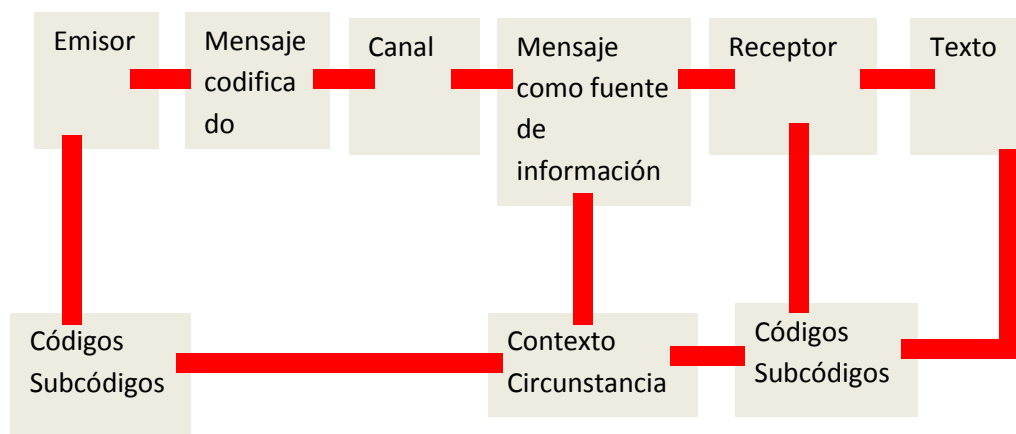 Emisor
Mensaje
codifica
do
Canal
Mensaje
como fuente
de
información
Receptor
Texto
Códigos
Subcódigos
Contexto
Circunstancia
Códigos
Subcódigos